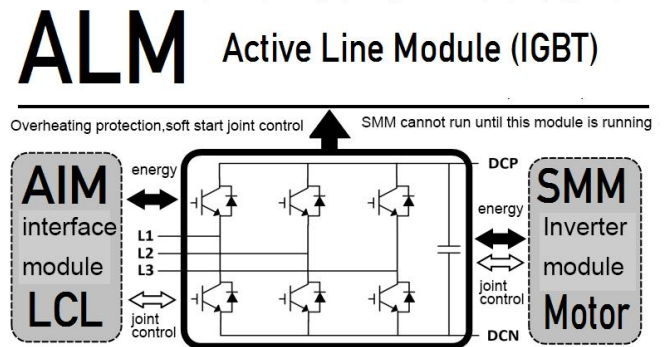 ALM Active Line Module (IGBT)
Overheating protection,soft start joint control
SMM cannot run until this module is running
AIM
interface
module
LCL
energy
joint
control
L1
L2
L3
DCP
DCN
energy
joint
control
SMM
Inverter
module
Motor